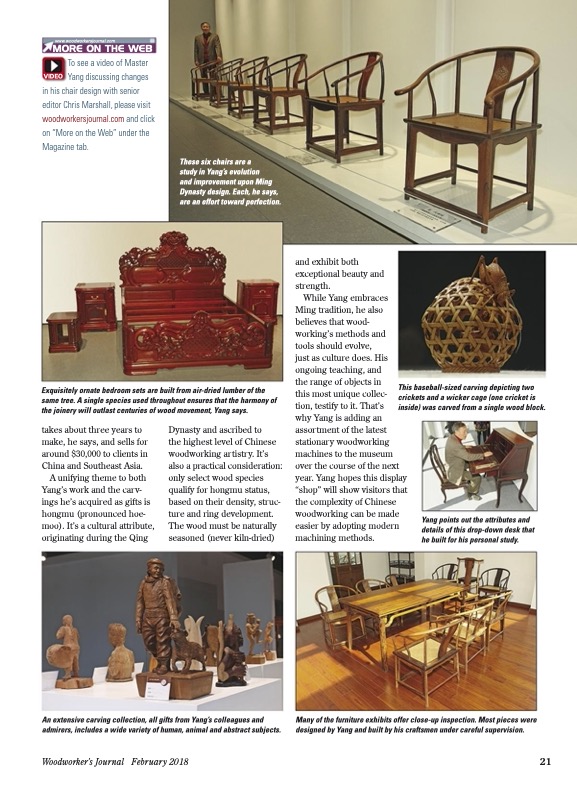 www.woodworkersjournal.com
MORE ON THE WEB
VIDEO
To see a video of Master
Yang discussing changes
in his chair design with senior
editor Chris Marshall, please visit
woodworkersjournal.com and click
on "More on the Web" under the
Magazine tab.
These six chairs are a
study in Yang's evolution
and improvement upon Ming
Dynasty design. Each, he says,
are an effort toward perfection.
Exquisitely ornate bedroom sets are built from air-dried lumber of the
same tree. A single species used throughout ensures that the harmony of
the joinery will outlast centuries of wood movement, Yang says.
takes about three years to
make, he says, and sells for
around $30,000 to clients in
China and Southeast Asia.
A unifying theme to both
Yang's work and the carv-
ings he's acquired as gifts is
hongmu (pronounced hoe-
moo). It's a cultural attribute,
originating during the Qing
Dynasty and ascribed to
the highest level of Chinese
woodworking artistry. It's
also a practical consideration:
only select wood species
qualify for hongmu status,
based on their density, struc-
ture and ring development.
The wood must be naturally
seasoned (never kiln-dried)
and exhibit both
exceptional beauty and
strength.
While Yang embraces
Ming tradition, he also
believes that wood-
working's methods and
tools should evolve,
just as culture does. His
ongoing teaching, and
the range of objects in
this most unique collec-
tion, testify to it. That's
why Yang is adding an
assortment of the latest
stationary woodworking
machines to the museum
over the course of the next
year. Yang hopes this display
"shop" will show visitors that
the complexity of Chinese
woodworking can be made
easier by adopting modern
machining methods.
This baseball-sized carving depicting two
crickets and a wicker cage (one cricket is
inside) was carved from a single wood block.
Yang points out the attributes and
details of this drop-down desk that
he built for his personal study.
An extensive carving collection, all gifts from Yang's colleagues and
admirers, includes a wide variety of human, animal and abstract subjects.
Many of the furniture exhibits offer close-up inspection. Most pieces were
designed by Yang and built by his craftsmen under careful supervision.
Woodworker's Journal February 2018
21